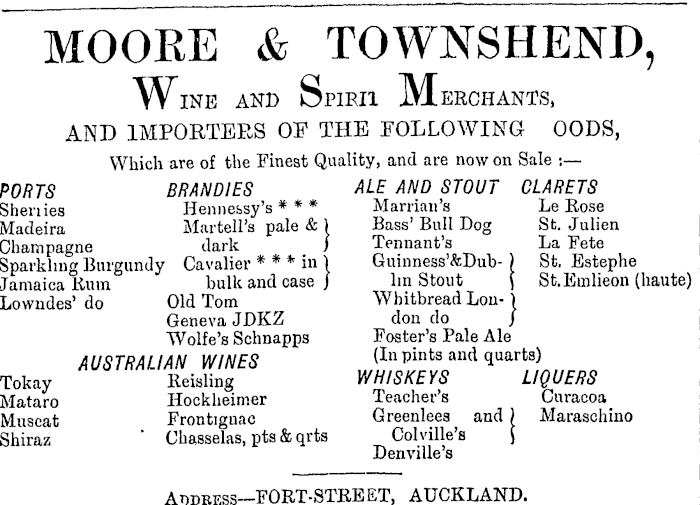 MOORE & TOWNSHEND,
WINE AND SPIRIT MERCHANTS,
AND IMPORTERS OF THE FOLLOWING OODS,
Which are of the Finest Quality, and are now on Sale :—
PORTS
Sherries
Madeira
Champagne
Sparkling Burgundy
Jamaica Rum
Lowndes' do
BRANDIES
Hennessy's * * *
Martell's pale &
dark
Cavalier * * * in
bulk and case
Old Tom
Geneva JDKZ
Wolfe's Schnapps
ALE AND STOUT
Marrian's
Bass' Bull Dog
Tennant's
Guinness'&Dub-
lin Stout
Whitbread Lon-
don do
Foster's Pale Ale
(In pints and quarts)
CLARETS
Le Rose
St. Julien
La Fete
St. Estephe
St. Emlieon (haute)
AUSTRALIAN WINES
Tokay
Mataro
Muscat
Shiraz
Reisling
Hockheimer
Frontignac
Chasselas, pts & qrts
WHISKEYS
Teacher's
Greenlees and
Colville's
Denville's
LIQUERS
Curacoa
Maraschino
ADDRESS—FORT-STREET, AUCKLAND.